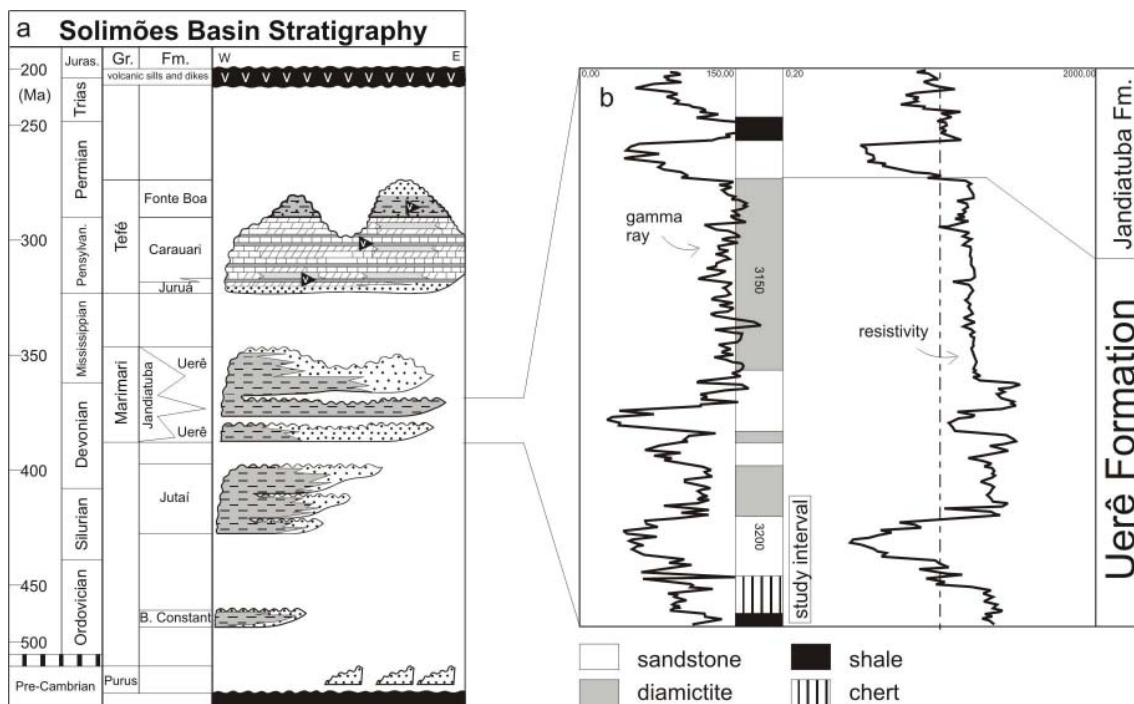 a Solimões Basin Stratigraphy
Juras. Gr. Fm. W E
200
(Ma)
volcanic sills and dikes
V V V V V V V V V V V
Trias
250
Permian
Fonte Boa
Tefé
300
Pensylvan.
Carauari
Juruá
Mississippian
350
Marimari
Jandiatuba
Uerê
Devonian
Uerê
400
Jutaí
Silurian
450
Ordovician
B. Constant
500
Pre-Cambrian
Purus
b
0,00 150.00 0.20 2000.00
Jandiatuba Fm.
gamma
ray
3150
resistivity
3200
study interval
Uerê Formation
sandstone
shale
diamictite
chert